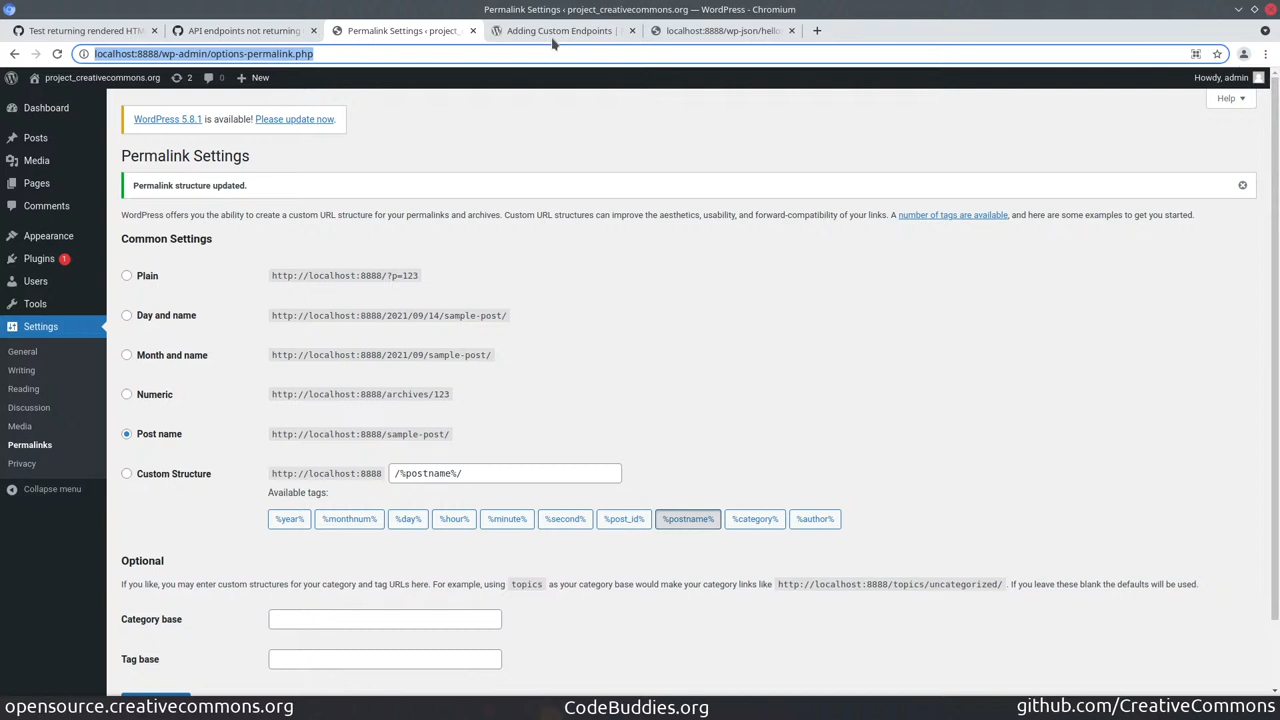 Permalink Settings ‹ project_creativecommons.org — WordPress - Chromium
Test returning rendered HTM
API endpoints not returning
Permalink Settings ‹ project_
Adding Custom Endpoints |
localhost:8888/wp-json/hello
localhost:8888/wp-admin/options-permalink.php
project_creativecommons.org
2
0
New
Howdy, admin
Dashboard
Posts
Media
Pages
Comments
Appearance
Plugins 1
Users
Tools
Settings
General
Writing
Reading
Discussion
Media
Permalinks
Privacy
Collapse menu
Help
WordPress 5.8.1 is available! Please update now.
Permalink Settings
Permalink structure updated.
WordPress offers you the ability to create a custom URL structure for your permalinks and archives. Custom URL structures can improve the aesthetics, usability, and forward-compatibility of your links. A number of tags are available, and here are some examples to get you started.
Common Settings
Plain http://localhost:8888/?p=123
Day and name http://localhost:8888/2021/09/14/sample-post/
Month and name http://localhost:8888/2021/09/sample-post/
Numeric http://localhost:8888/archives/123
Post name http://localhost:8888/sample-post/
Custom Structure http://localhost:8888 /%postname%/
Available tags:
%year% %monthnum% %day% %hour% %minute% %second% %post_id% %postname% %category% %author%
Optional
If you like, you may enter custom structures for your category and tag URLs here. For example, using topics as your category base would make your category links like http://localhost:8888/topics/uncategorized/ . If you leave these blank the defaults will be used.
Category base
Tag base
opensource.creativecommons.org
CodeBuddies.org
github.com/CreativeCommons